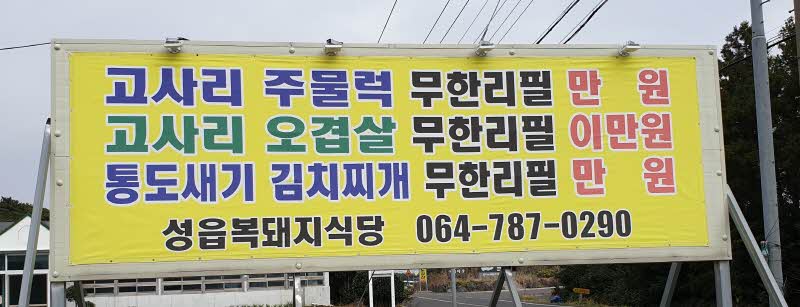 고사리 주물럭 무한리필 만 원
고사리 오겹살 무한리필 이만원
통도새기 김치찌개 무한리필 만 원
성읍복돼지식당 064-787-0290